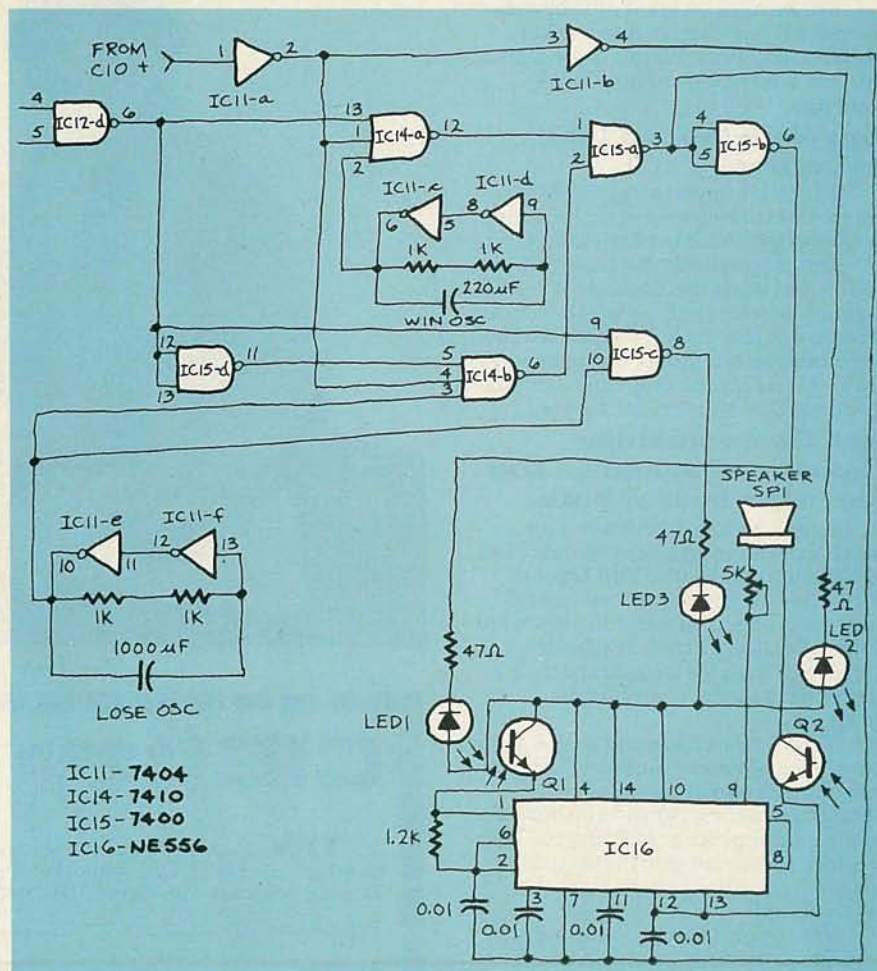 FROM
C10 +
1
2
IC11-a
3
4
IC11-b
4
5
6
IC12-d
13
1
2
12
IC14-a
1
2
3
IC15-a
4
5
6
IC15-b
IC11-c
IC11-d
6
5
8
9
1K
1K
220µF
WIN OSC
12
13
11
IC15-d
5
4
3
6
IC14-b
9
10
8
IC15-c
IC11-e
IC11-f
10
11
12
13
1K
1K
1000µF
LOSE OSC
SPEAKER
SP1
47Ω
5K
47
Ω
LED3
LED
2
47Ω
LED1
Q1
Q2
IC11-7404
IC14-7410
IC15-7400
IC16-NE556
1.2K
1
6
2
4
14
10
9
5
8
IC16
3
7
11
12
13
0.01
0.01
0.01
0.01